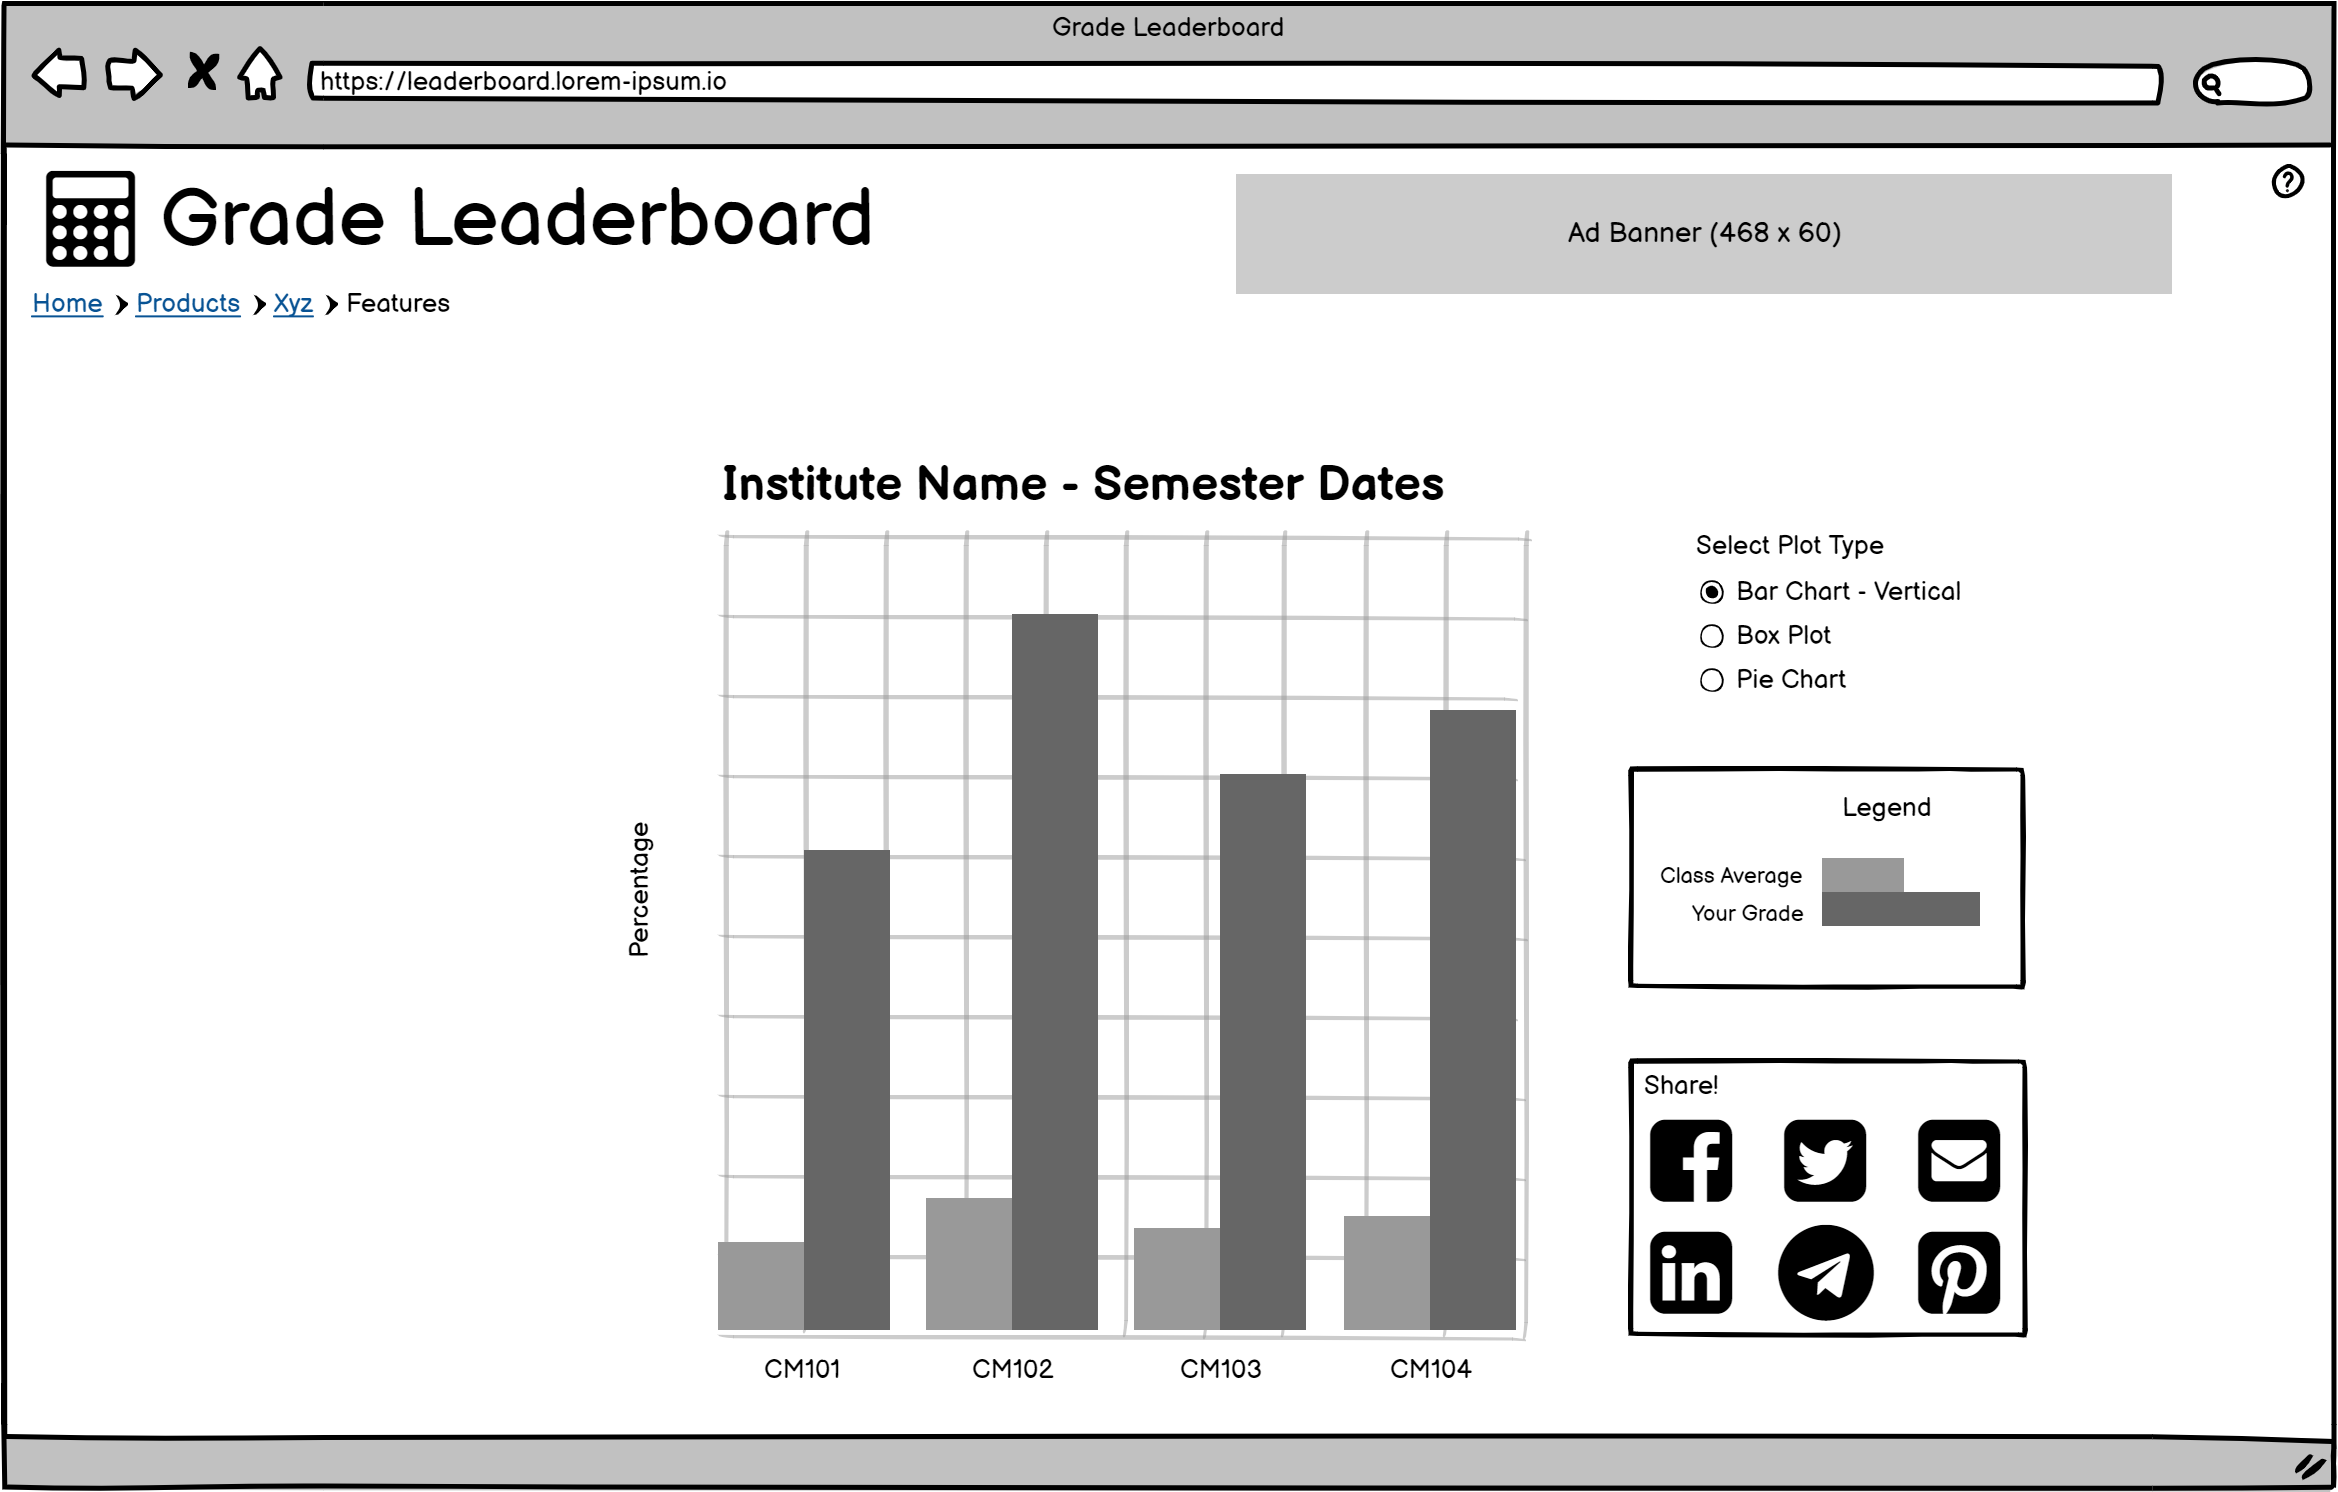 Grade Leaderboard
https://leaderboard.lorem-ipsum.io
Grade Leaderboard
Ad Banner (468 x 60)
?
Home Products Xyz Features
Institute Name - Semester Dates
Select Plot Type
Bar Chart - Vertical
Box Plot
Pie Chart
Percentage
Legend
Class Average
Your Grade
Share!
CM101 CM102 CM103 CM104